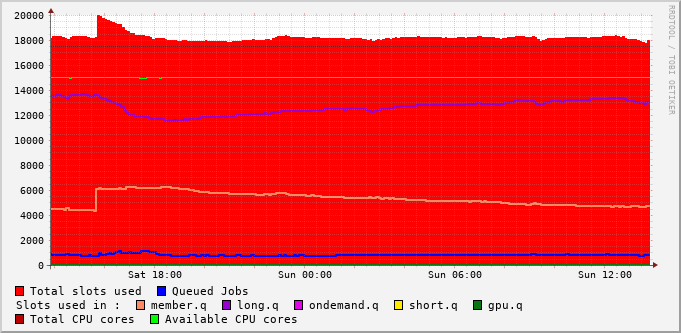 20000
18000
16000
14000
12000
10000
8000
6000
4000
2000
0
Sat 18:00 Sun 00:00 Sun 06:00 Sun 12:00
RRDTOOL / TOBI OETIKER
Total slots used Queued Jobs
Slots used in : member.q long.q ondemand.q short.q gpu.q
Total CPU cores Available CPU cores